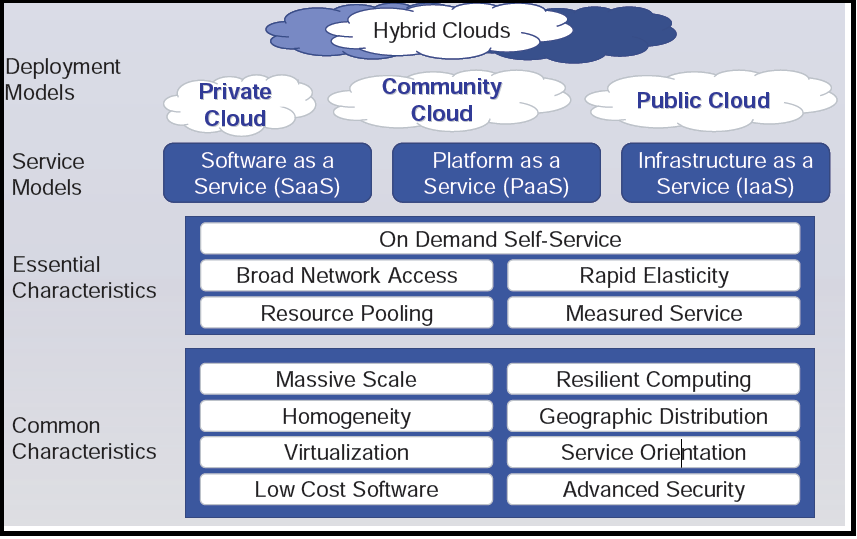 Hybrid Clouds
Deployment
Models
Private
Cloud
Community
Cloud
Public Cloud
Service
Models
Software as a
Service (SaaS)
Platform as a
Service (PaaS)
Infrastructure as a
Service (IaaS)
Essential
Characteristics
On Demand Self-Service
Broad Network Access
Rapid Elasticity
Resource Pooling
Measured Service
Common
Characteristics
Massive Scale
Resilient Computing
Homogeneity
Geographic Distribution
Virtualization
Service Orientation
Low Cost Software
Advanced Security